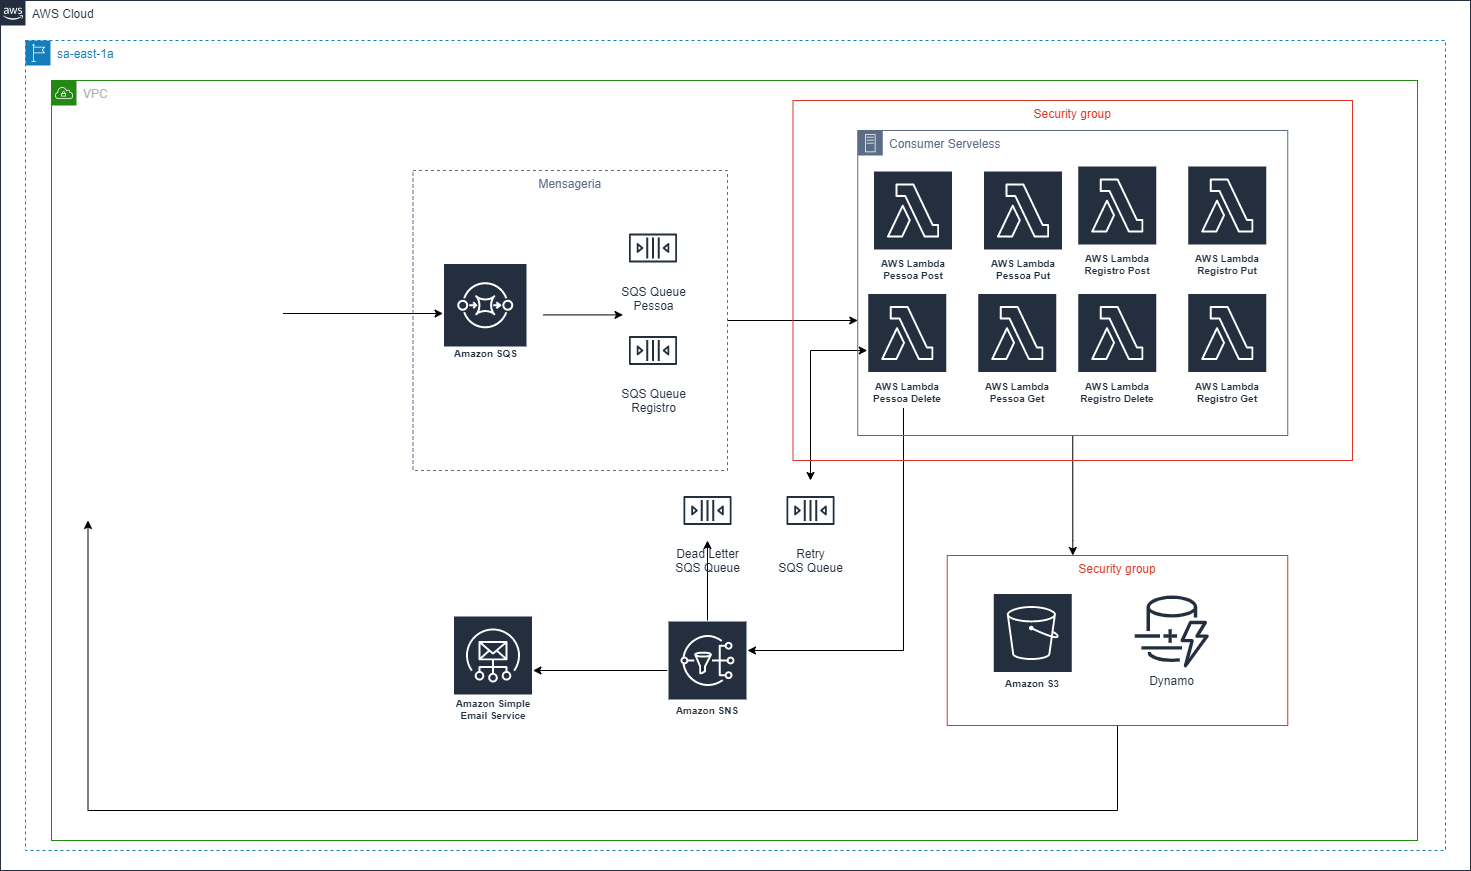 aws
AWS Cloud
sa-east-1a
VPC
Security group
Consumer Serveless
Mensageria
AWS Lambda
Pessoa Post
AWS Lambda
Pessoa Put
AWS Lambda
Registro Post
AWS Lambda
Registro Put
SQS Queue
Pessoa
Amazon SQS
SQS Queue
Registro
AWS Lambda
Pessoa Delete
AWS Lambda
Pessoa Get
AWS Lambda
Registro Delete
AWS Lambda
Registro Get
Dead Letter
SQS Queue
Retry
SQS Queue
Security group
Amazon S3
Dynamo
Amazon Simple
Email Service
Amazon SNS